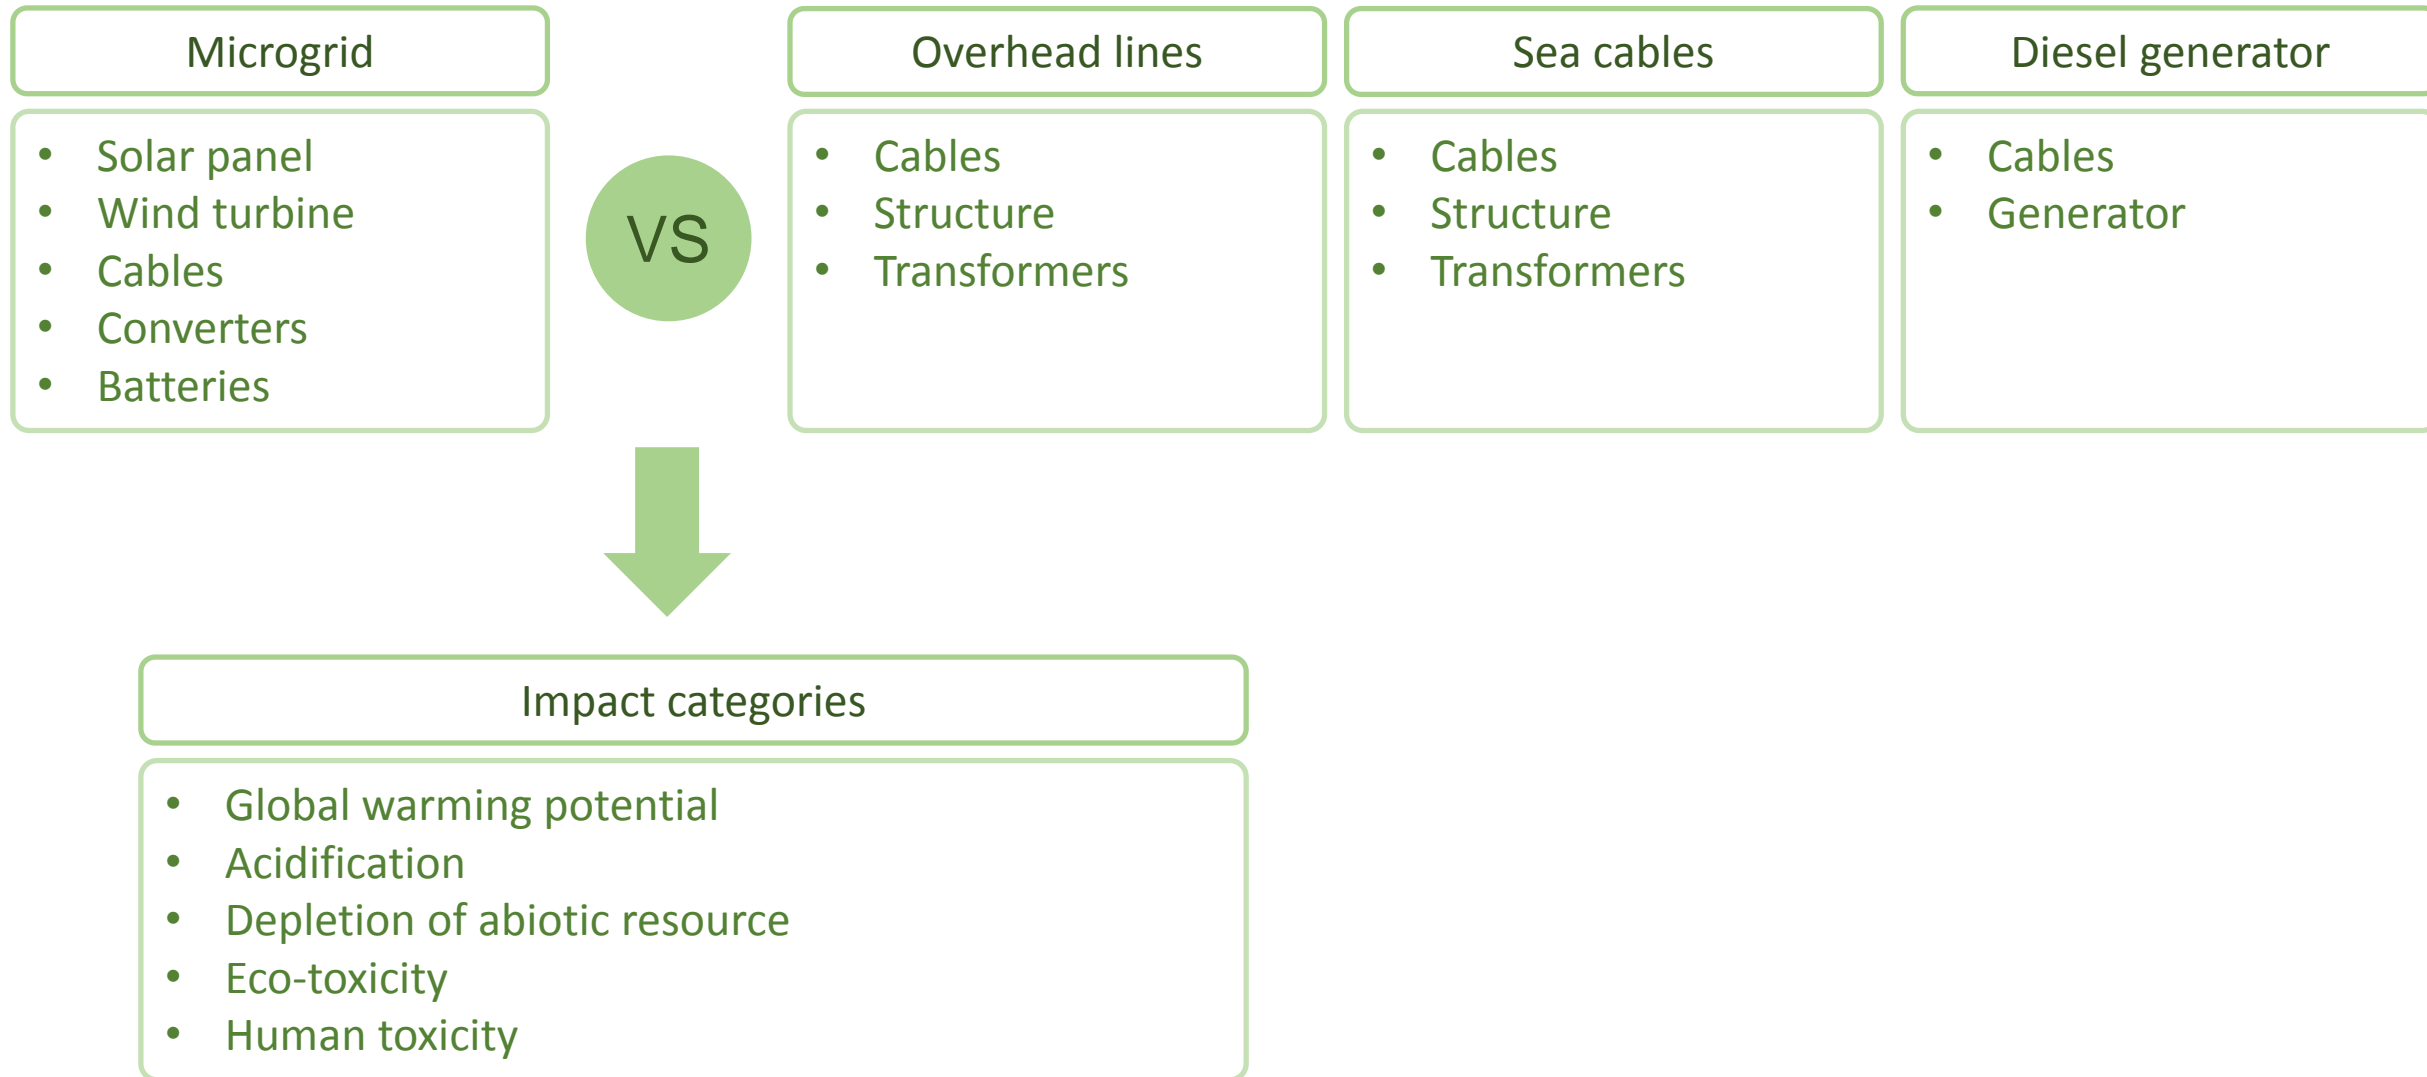 Microgrid
• Solar panel
• Wind turbine
• Cables
• Converters
• Batteries
VS
Overhead lines
• Cables
• Structure
• Transformers
Sea cables
• Cables
• Structure
• Transformers
Diesel generator
• Cables
• Generator
Impact categories
• Global warming potential
• Acidification
• Depletion of abiotic resource
• Eco-toxicity
• Human toxicity